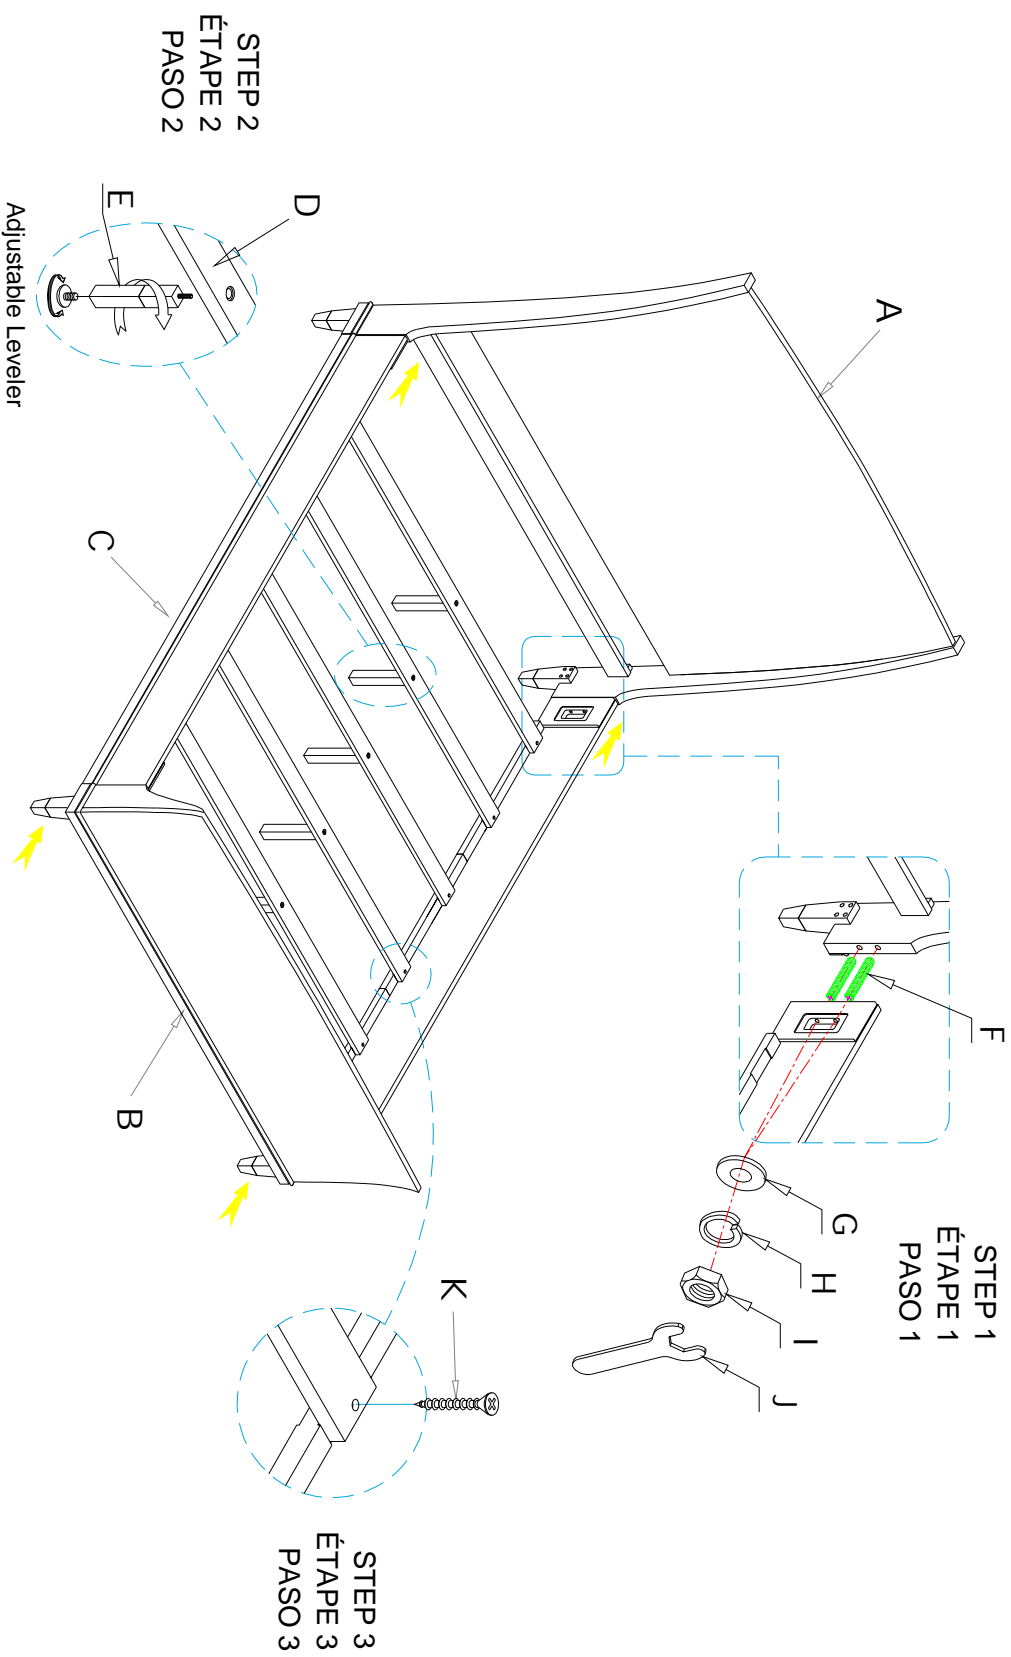 STEP 1
ÉTAPE 1
PASO 1
A
F
G
H
I
J
STEP 2
ÉTAPE 2
PASO 2
D
E
Adjustable Leveler
C
B
K
STEP 3
ÉTAPE 3
PASO 3